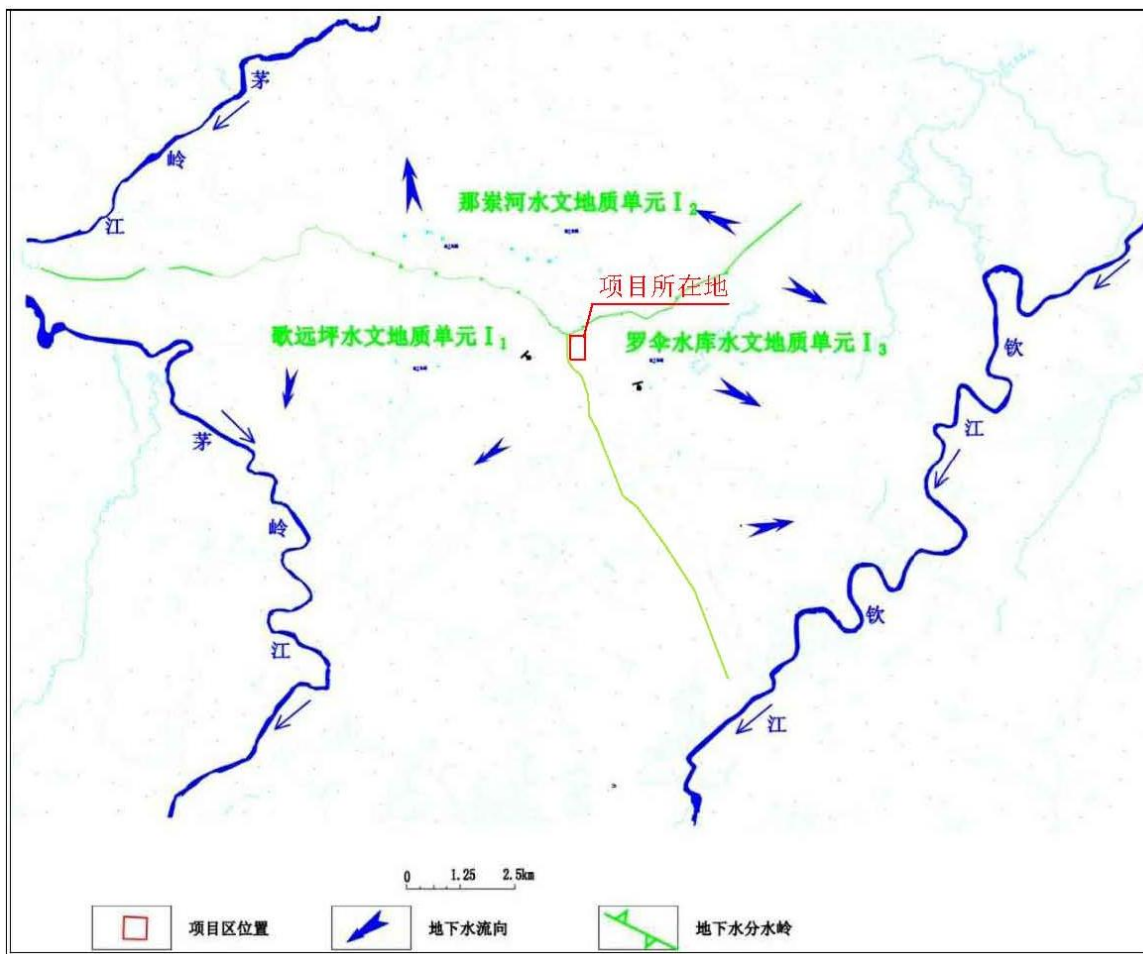 茅
岭
江
那崇河水文地质单元 I₂
项目所在地
歌远坪水文地质单元 I₁
罗伞水库水文地质单元 I₃
钦
江
茅
岭
江
钦
江
0 1.25 2.5km
项目区位置
地下水流向
地下水分水岭